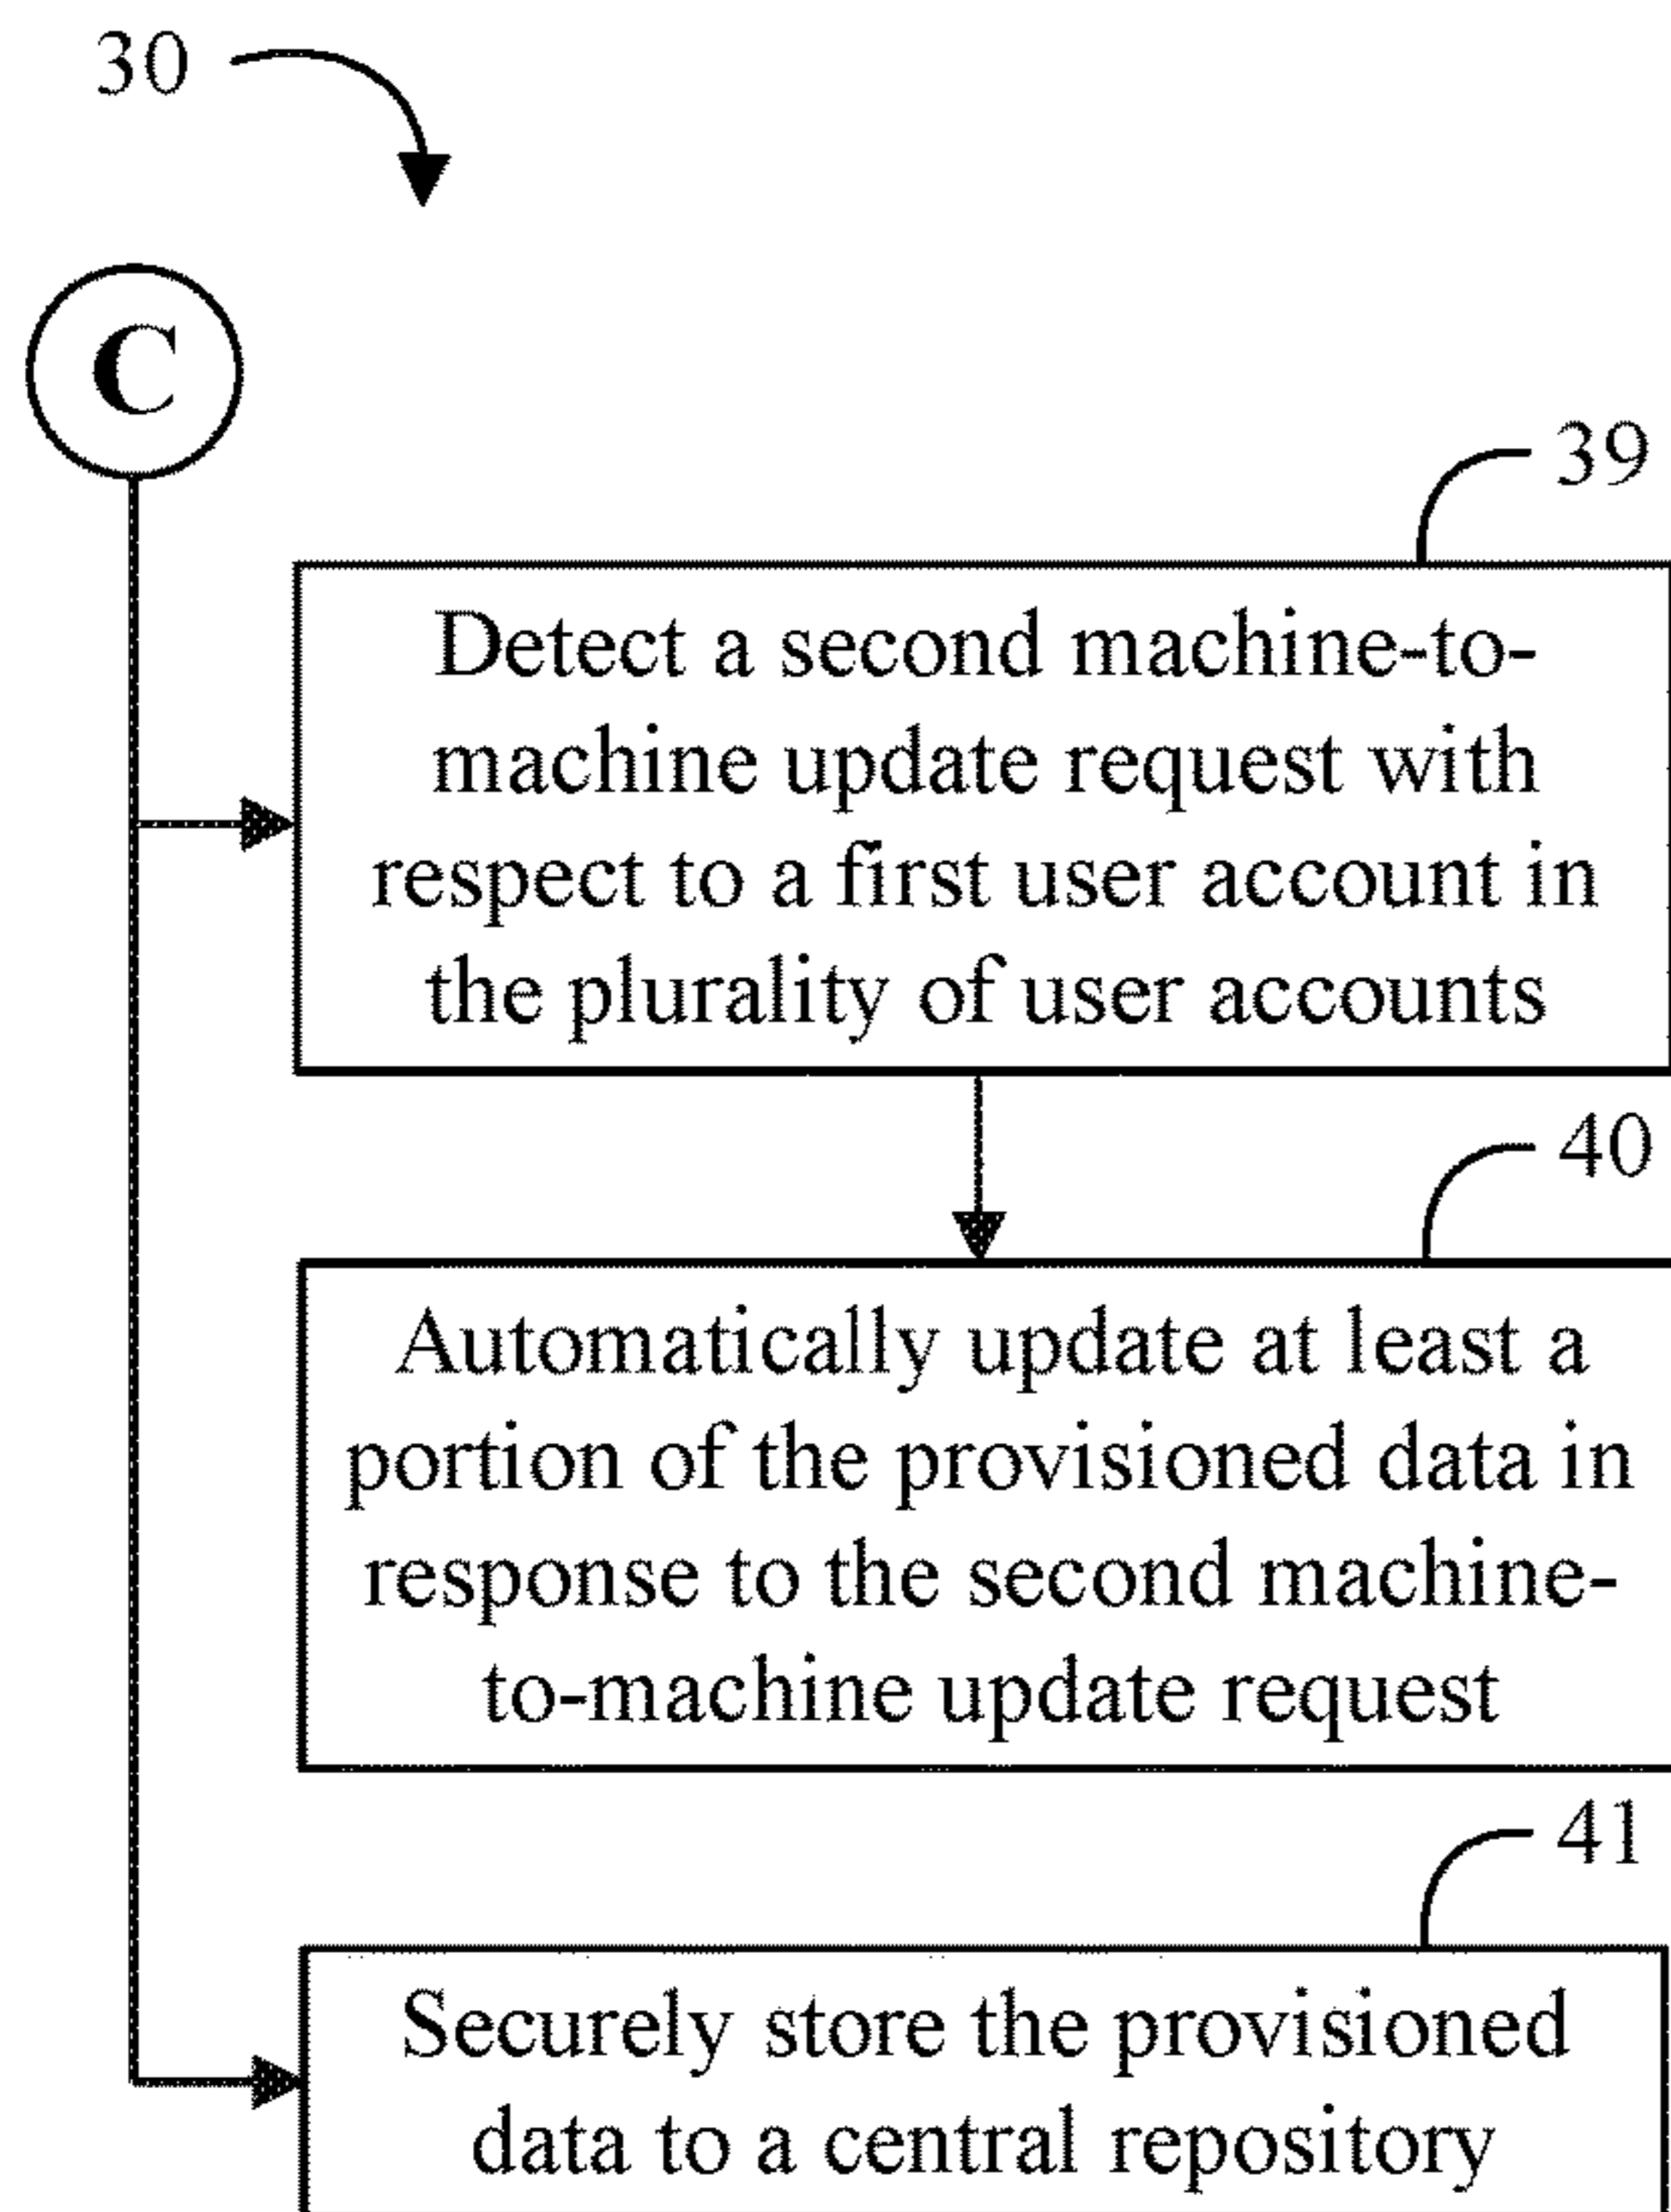 30
C
39
Detect a second machine-to-
machine update request with
respect to a first user account in
the plurality of user accounts
40
Automatically update at least a
portion of the provisioned data in
response to the second machine-
to-machine update request
41
Securely store the provisioned
data to a central repository